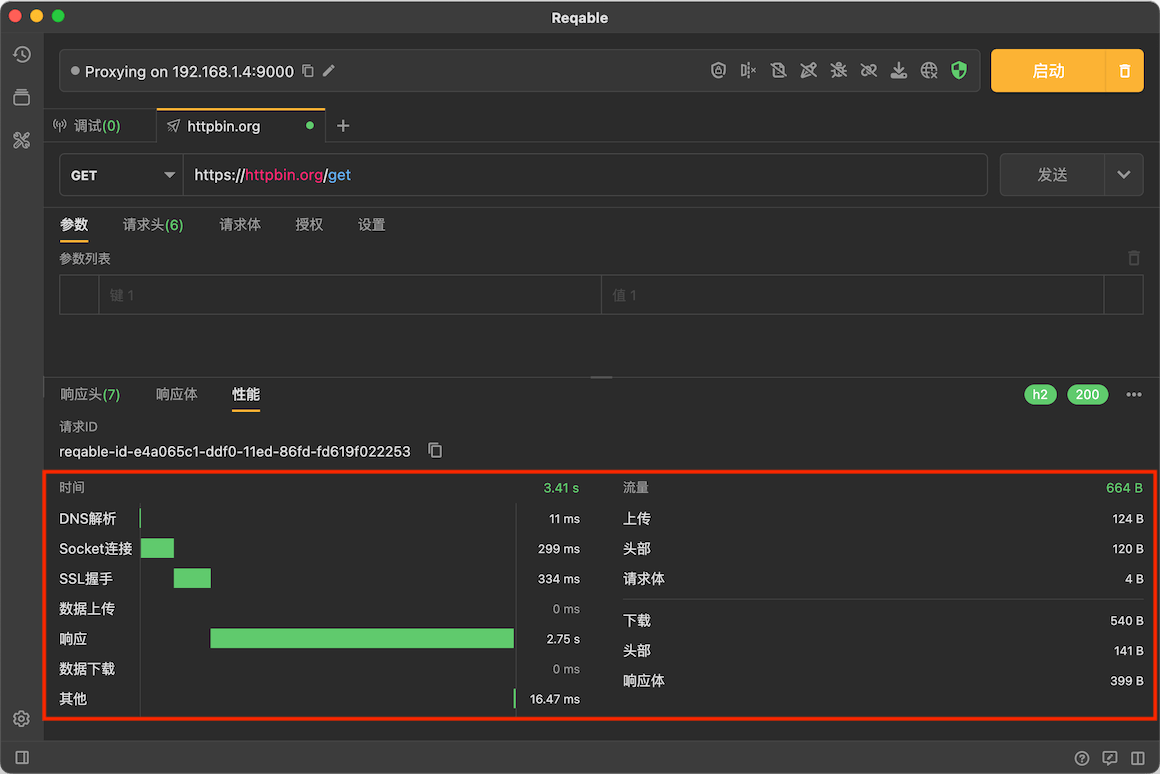 Reqable
Proxying on 192.168.1.4:9000
启动
调试(0)
httpbin.org
GET
https://httpbin.org/get
发送
参数
请求头(6)
请求体
授权
设置
参数列表
键 1
值 1
响应头(7)
响应体
性能
h2
200
请求ID
reqable-id-e4a065c1-ddf0-11ed-86fd-fd619f022253
时间 3.41 s
DNS解析 11 ms
Socket连接 299 ms
SSL握手 334 ms
数据上传 0 ms
响应 2.75 s
数据下载 0 ms
其他 16.47 ms
流量 664 B
上传 124 B
头部 120 B
请求体 4 B
下载 540 B
头部 141 B
响应体 399 B